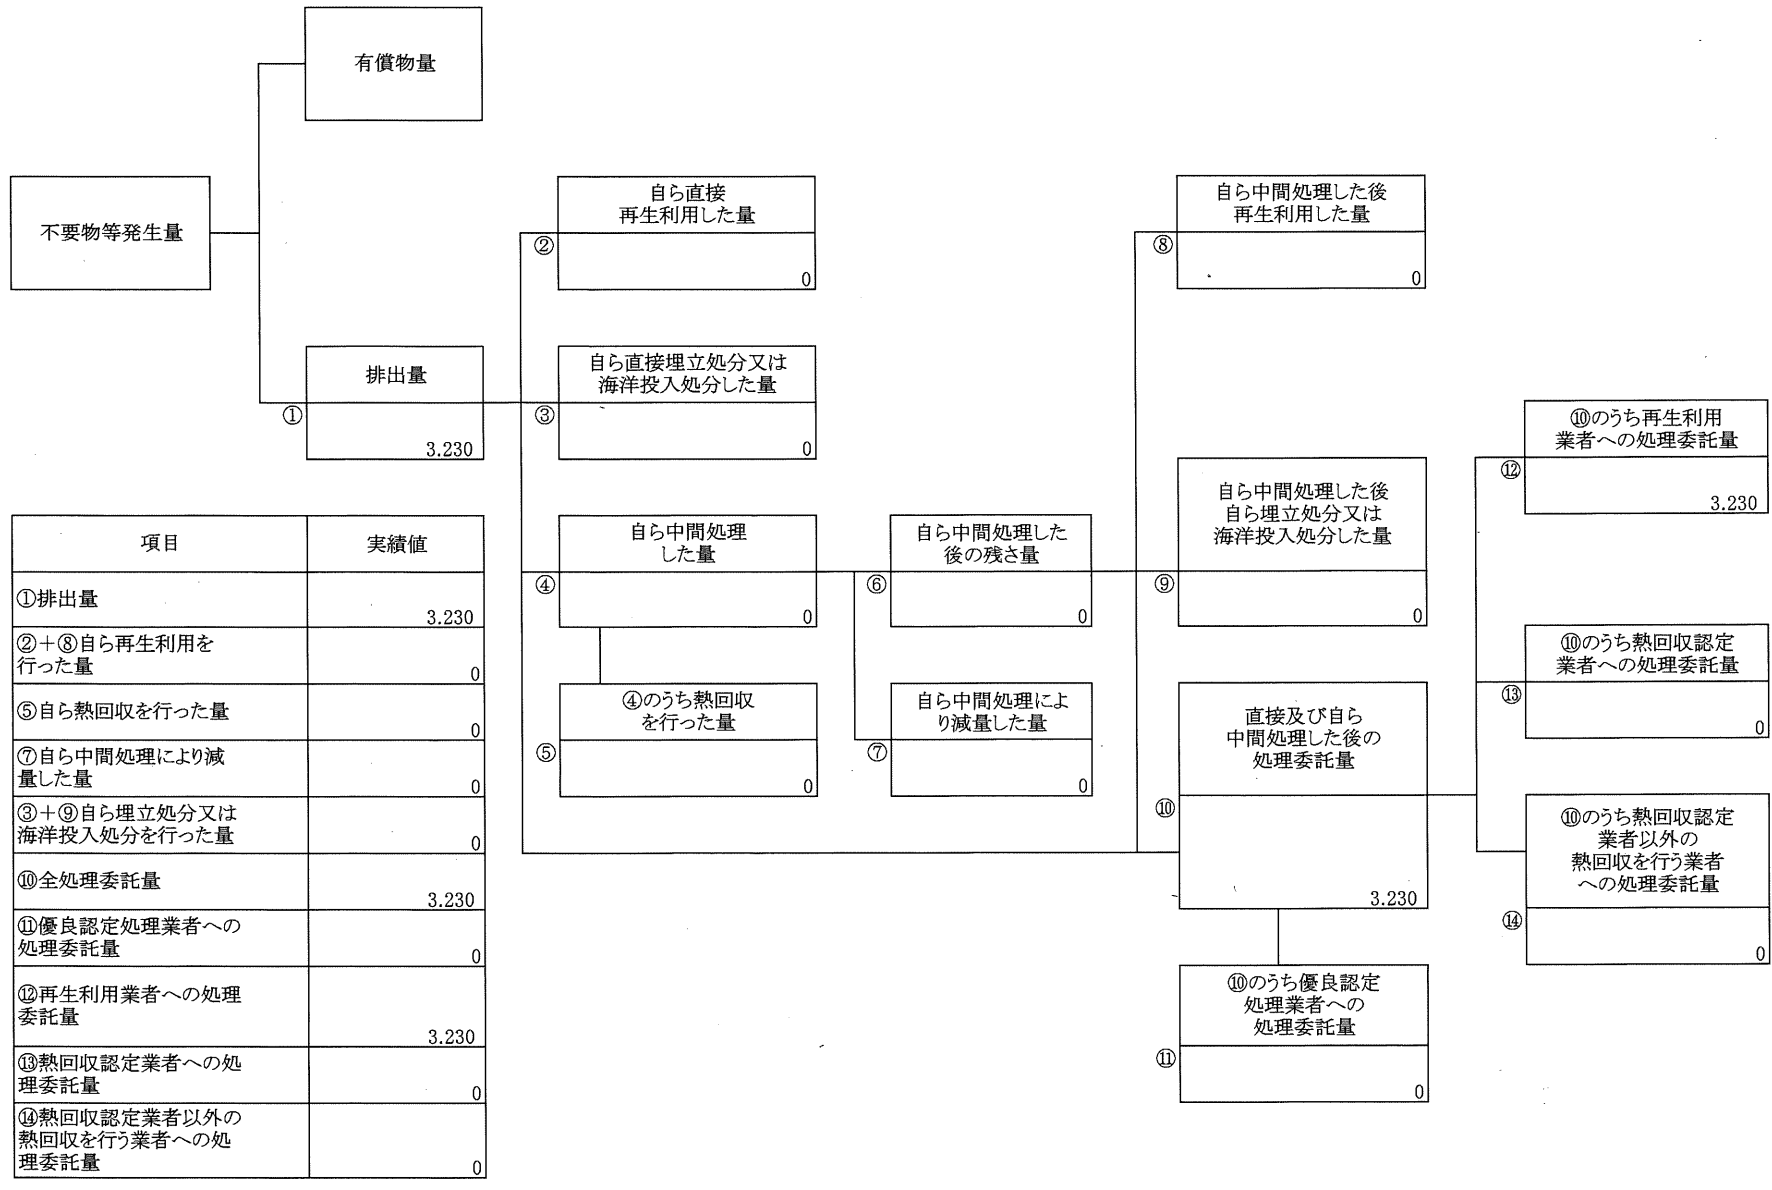 有償物量
不要物等発生量
排出量
①
3.230
自ら直接
再生利用した量
②
0
自ら直接埋立処分又は
海洋投入処分した量
③
0
自ら中間処理
した量
④
0
④のうち熱回収
を行った量
⑤
0
自ら中間処理した
後の残さ量
⑥
0
自ら中間処理によ
り減量した量
⑦
0
自ら中間処理した後
再生利用した量
⑧
0
自ら中間処理した後
自ら埋立処分又は
海洋投入処分した量
⑨
0
直接及び自ら
中間処理した後の
処理委託量
⑩
3.230
⑩のうち優良認定
処理業者への
処理委託量
⑪
0
⑩のうち再生利用
業者への処理委託量
⑫
3.230
⑩のうち熱回収認定
業者への処理委託量
⑬
0
⑩のうち熱回収認定
業者以外の
熱回収を行う業者
への処理委託量
⑭
0
項目 実績値
①排出量
3.230
②＋⑧自ら再生利用を
行った量
0
⑤自ら熱回収を行った量
0
⑦自ら中間処理により減
量した量
0
③＋⑨自ら埋立処分又は
海洋投入処分を行った量
0
⑩全処理委託量
3.230
⑪優良認定処理業者への
処理委託量
0
⑫再生利用業者への処理
委託量
3.230
⑬熱回収認定業者への処
理委託量
0
⑭熱回収認定業者以外の
熱回収を行う業者への処
理委託量
0